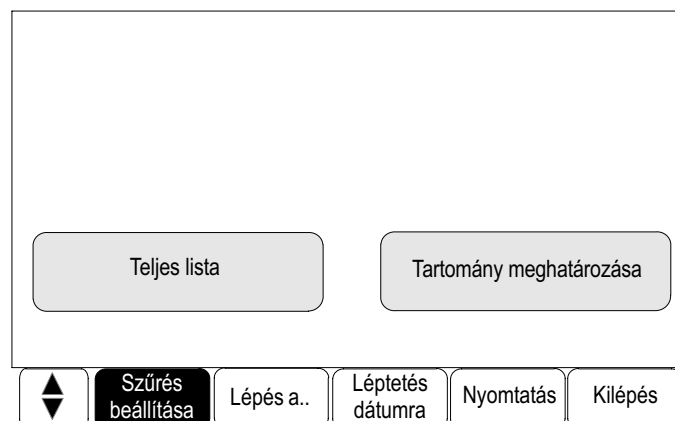 Teljes lista
Tartomány meghatározása
Szűrés
beállítása
Lépés a..
Léptetés
dátumra
Nyomtatás
Kilépés